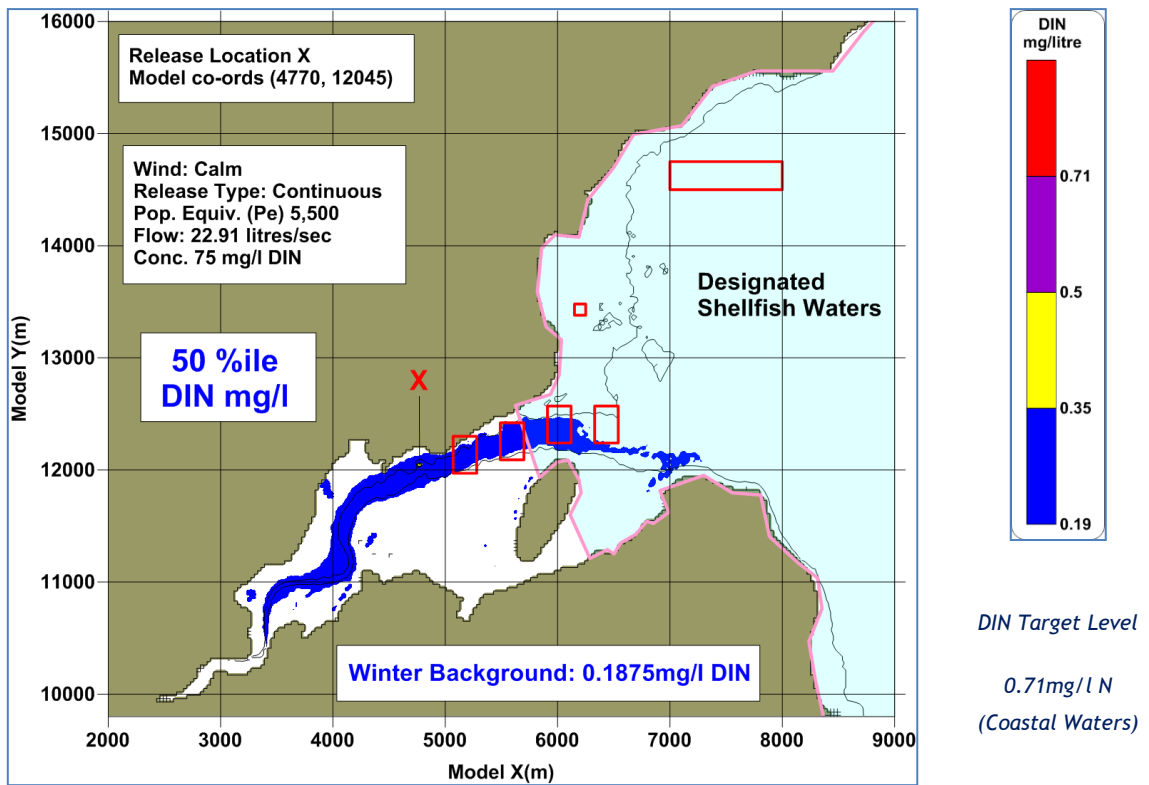 Release Location X
Model co-ords (4770, 12045)
Wind: Calm
Release Type: Continuous
Pop. Equiv. (Pe) 5,500
Flow: 22.91 litres/sec
Conc. 75 mg/l DIN
50 %ile
DIN mg/l
X
Designated
Shellfish Waters
Winter Background: 0.1875mg/l DIN
16000
15000
14000
13000
12000
11000
10000
Model Y(m)
2000 3000 4000 5000 6000 7000 8000 9000
Model X(m)
DIN
mg/litre
0.71
0.5
0.35
0.19
DIN Target Level
0.71mg/l N
(Coastal Waters)